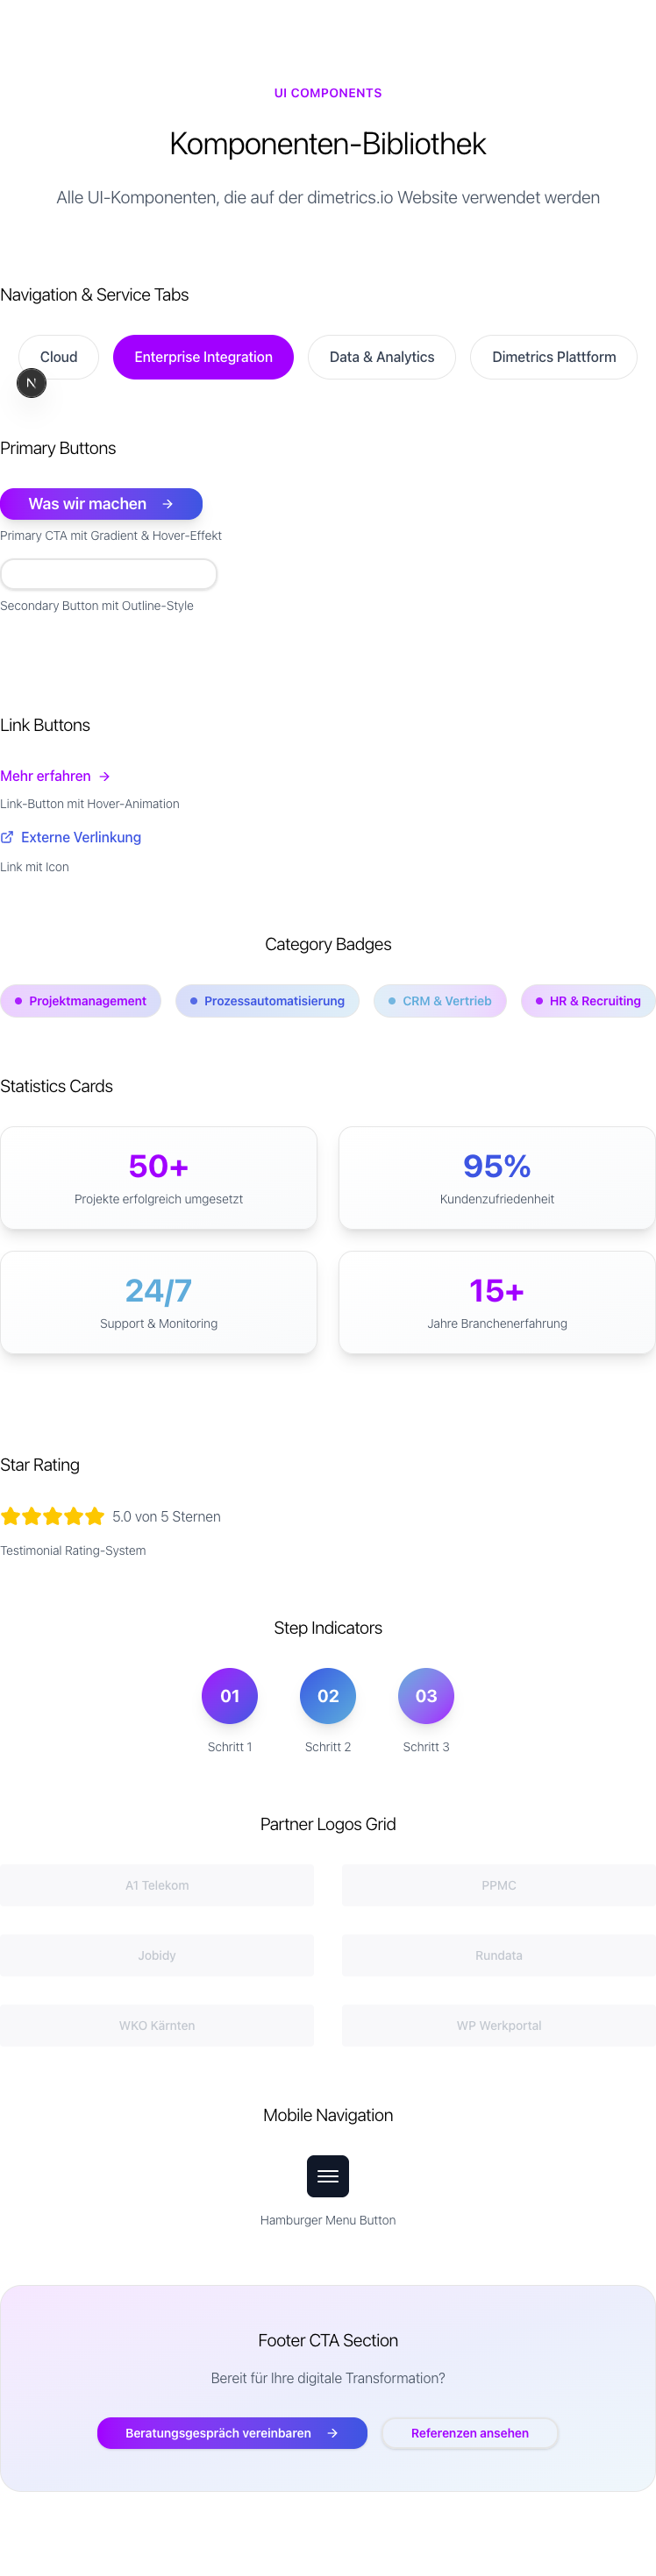 UI COMPONENTS
Komponenten-Bibliothek
Alle UI-Komponenten, die auf der dimetrics.io Website verwendet werden
Navigation & Service Tabs
Cloud
Enterprise Integration
Data & Analytics
Dimetrics Plattform
N
Primary Buttons
Was wir machen
Primary CTA mit Gradient & Hover-Effekt
Secondary Button mit Outline-Style
Link Buttons
Mehr erfahren
Link-Button mit Hover-Animation
Externe Verlinkung
Link mit Icon
Category Badges
Projektmanagement
Prozessautomatisierung
CRM & Vertrieb
HR & Recruiting
Statistics Cards
50+
Projekte erfolgreich umgesetzt
95%
Kundenzufriedenheit
24/7
Support & Monitoring
15+
Jahre Branchenerfahrung
Star Rating
5.0 von 5 Sternen
Testimonial Rating-System
Step Indicators
01
02
03
Schritt 1
Schritt 2
Schritt 3
Partner Logos Grid
A1 Telekom
PPMC
Jobidy
Rundata
WKO Kärnten
WP Werkportal
Mobile Navigation
Hamburger Menu Button
Footer CTA Section
Bereit für Ihre digitale Transformation?
Beratungsgespräch vereinbaren
Referenzen ansehen